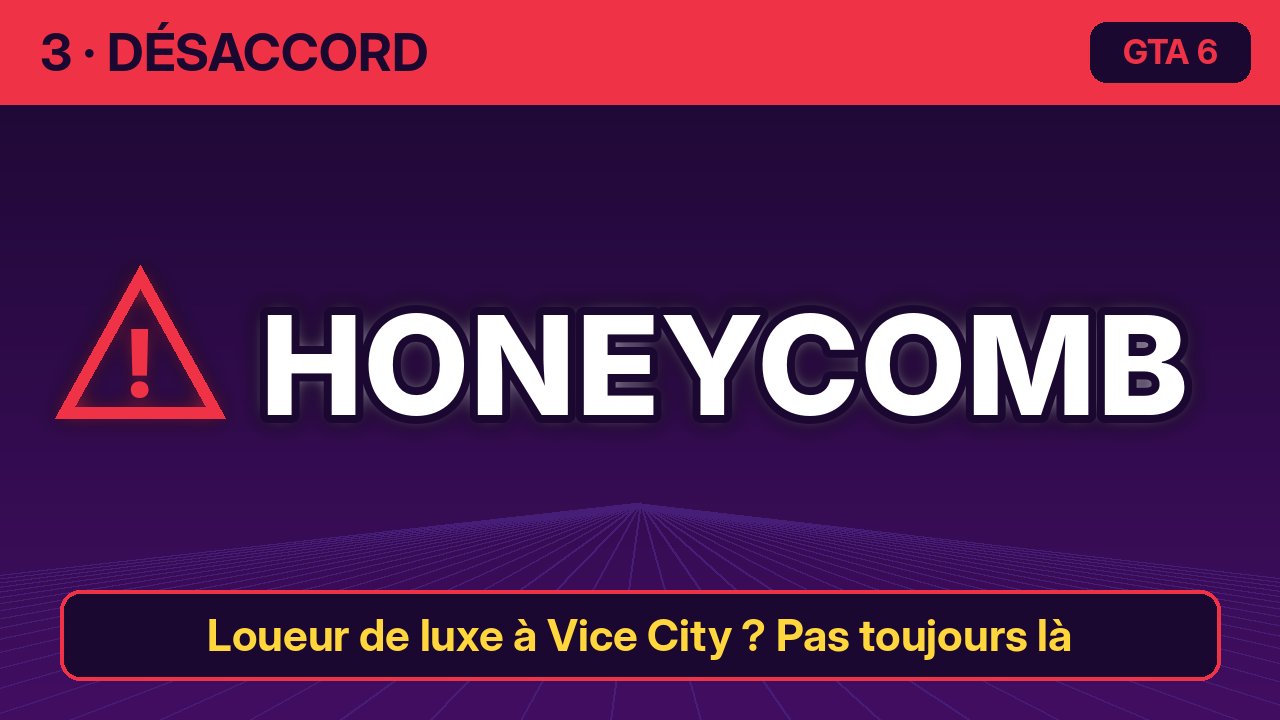 3 · DÉSACCORD
GTA 6
!
HONEYCOMB
Loueur de luxe à Vice City ? Pas toujours là